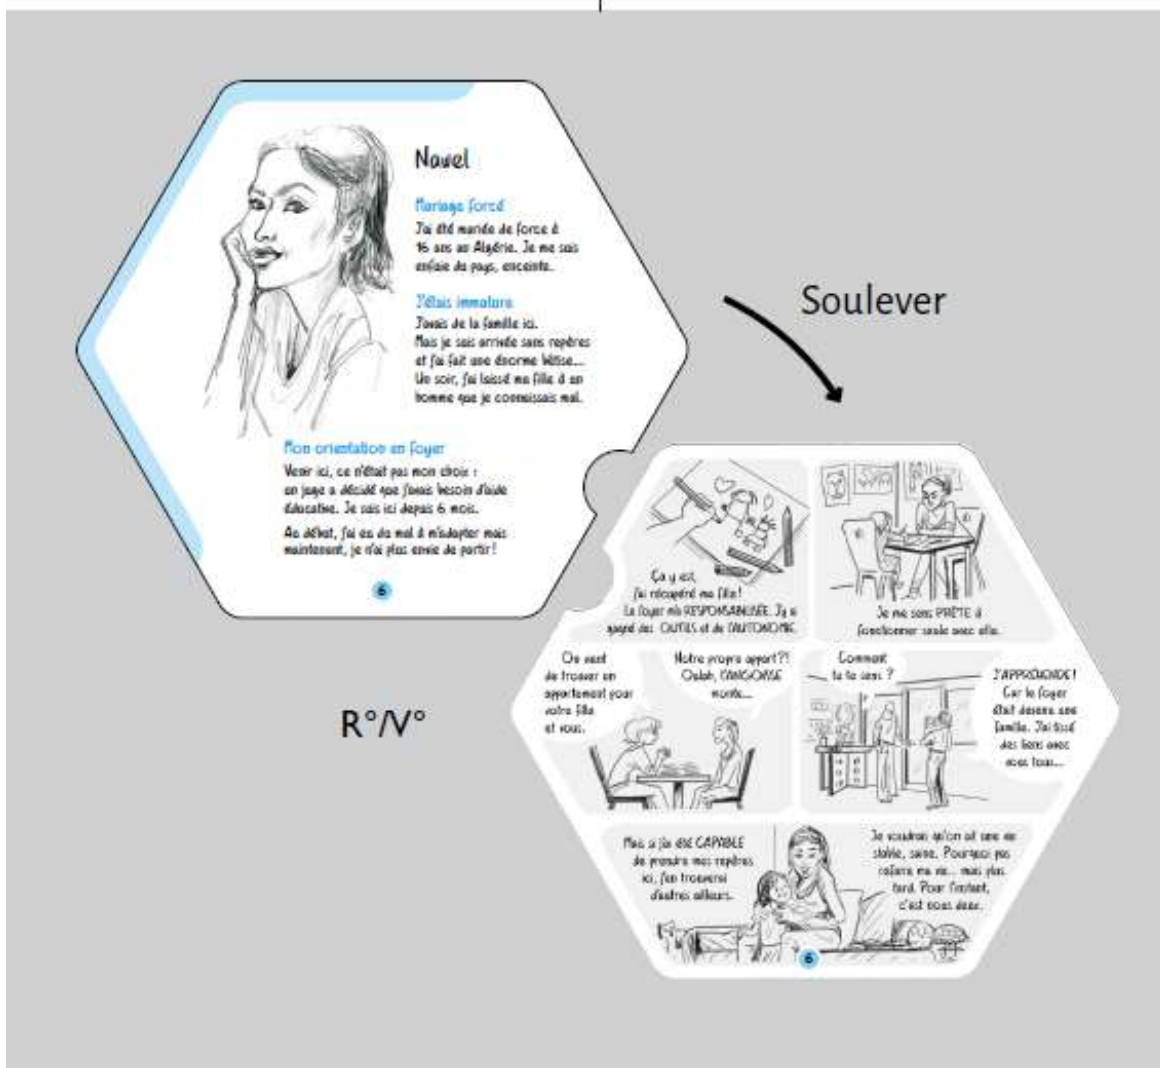 Nawel
Mariage forcé
J'ai été mariée de force à
16 ans en Algérie. Je me suis
enfuie du pays, enceinte.
J'étais immature
J'avais de la famille ici.
Mais je suis arrivée sans repères
et j'ai fait une énorme bêtise...
Un soir, j'ai laissé ma fille à un
homme que je connaissais mal.
Mon orientation en foyer
Venir ici, ce n'était pas mon choix :
un juge a décidé que j'avais besoin d'aide
éducative. Je suis ici depuis 6 mois.
Au début, j'ai eu du mal à m'adapter mais
maintenant, je n'ai plus envie de partir !
6
Soulever
R°/V°
Ça y est,
j'ai récupéré ma fille !
Le foyer m'a RESPONSABILISÉE. J'y ai
gagné des OUTILS et de l'AUTONOMIE.
Je me sens PRÊTE à
fonctionner seule avec elle.
On vient
de trouver un
appartement pour
votre fille
et vous.
Notre propre appart ?!
Oulah, l'ANGOISSE
monte...
Comment
tu te sens ?
J'APPRÉHENDE !
Car le foyer
était devenu une
famille. J'ai tissé
des liens avec
vous tous...
Mais si j'ai été CAPABLE
de prendre mes repères
ici, j'en trouverai
d'autres ailleurs.
Je voudrais qu'on ait une vie
stable, saine. Pourquoi pas
refaire ma vie... mais plus
tard. Pour l'instant,
c'est nous deux.
6